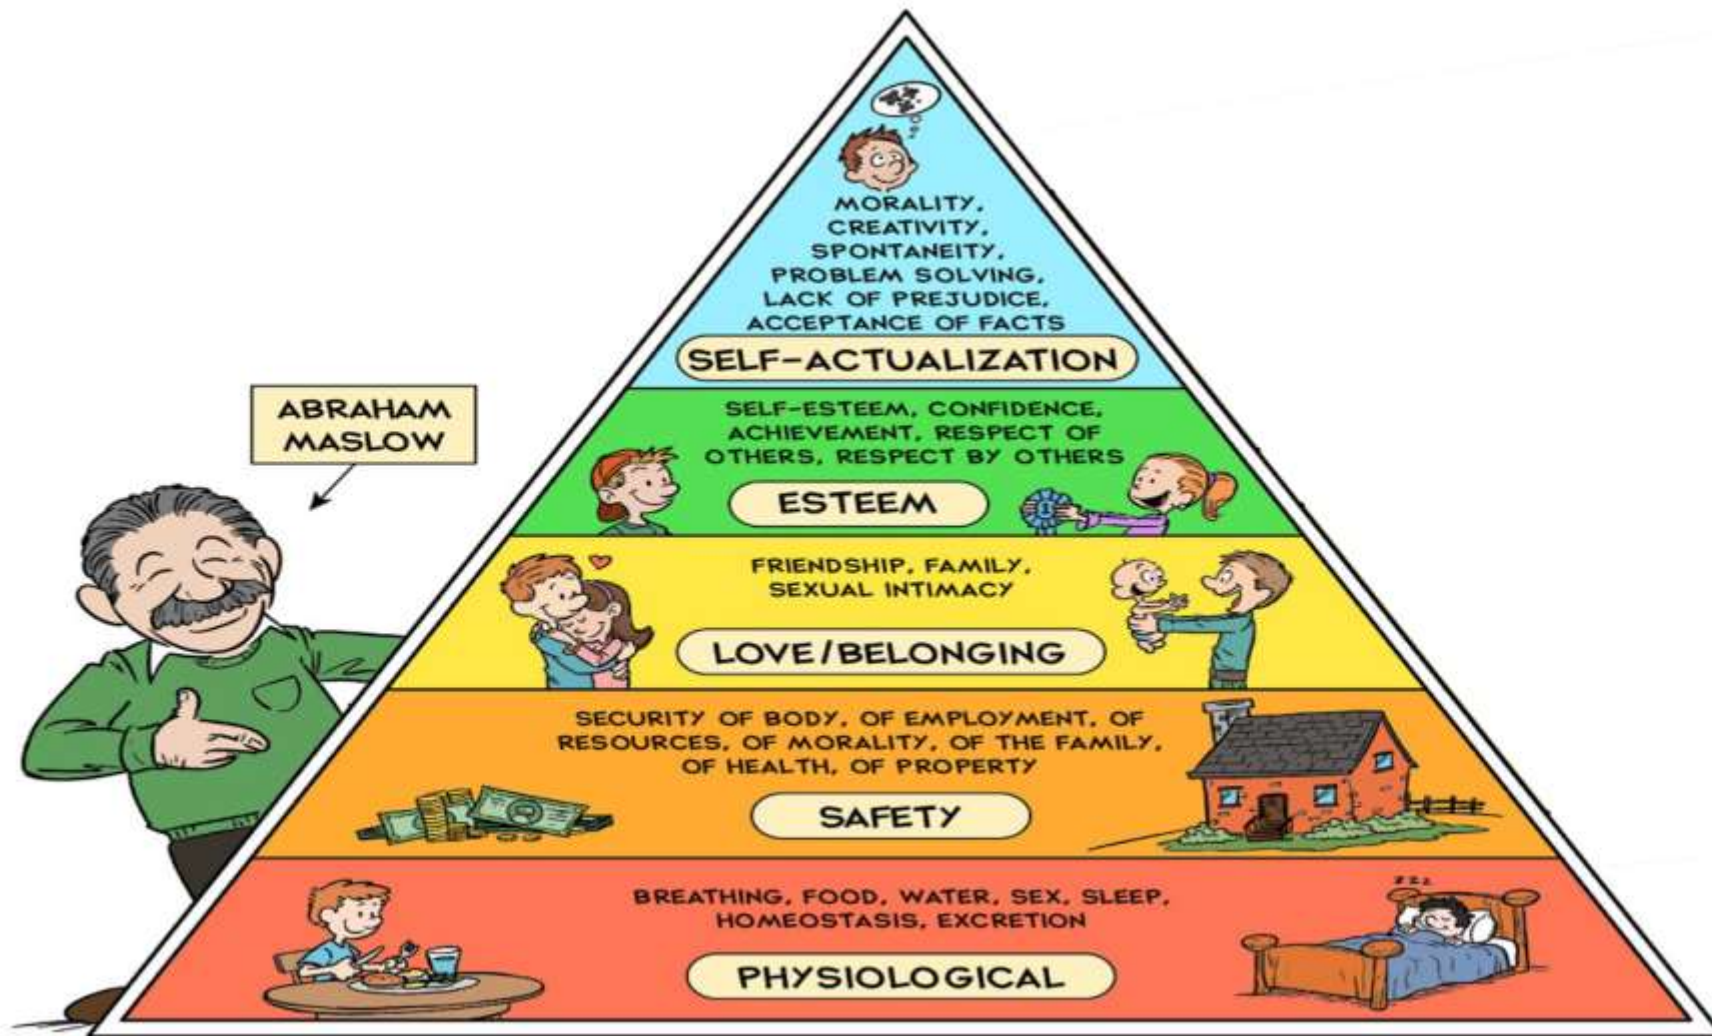 MORALITY,
CREATIVITY,
SPONTANEITY,
PROBLEM SOLVING,
LACK OF PREJUDICE,
ACCEPTANCE OF FACTS
SELF-ACTUALIZATION
SELF-ESTEEM, CONFIDENCE,
ACHIEVEMENT, RESPECT OF
OTHERS, RESPECT BY OTHERS
ESTEEM
ABRAHAM
MASLOW
FRIENDSHIP, FAMILY,
SEXUAL INTIMACY
LOVE/BELONGING
SECURITY OF BODY, OF EMPLOYMENT, OF
RESOURCES, OF MORALITY, OF THE FAMILY,
OF HEALTH, OF PROPERTY
SAFETY
BREATHING, FOOD, WATER, SEX, SLEEP,
HOMEOSTASIS, EXCRETION
zzz
PHYSIOLOGICAL